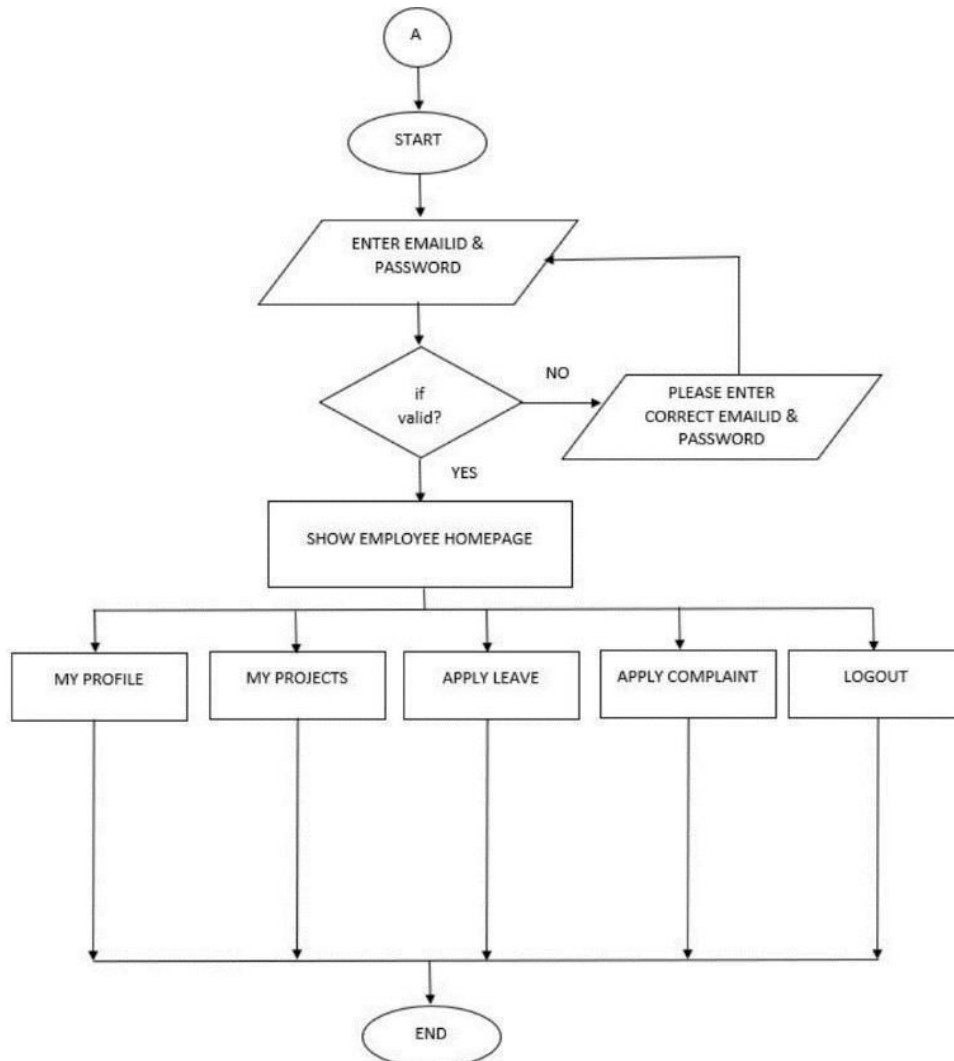 A
START
ENTER EMAILID &
PASSWORD
if
valid?
NO
PLEASE ENTER
CORRECT EMAILID &
PASSWORD
YES
SHOW EMPLOYEE HOMEPAGE
MY PROFILE
MY PROJECTS
APPLY LEAVE
APPLY COMPLAINT
LOGOUT
END